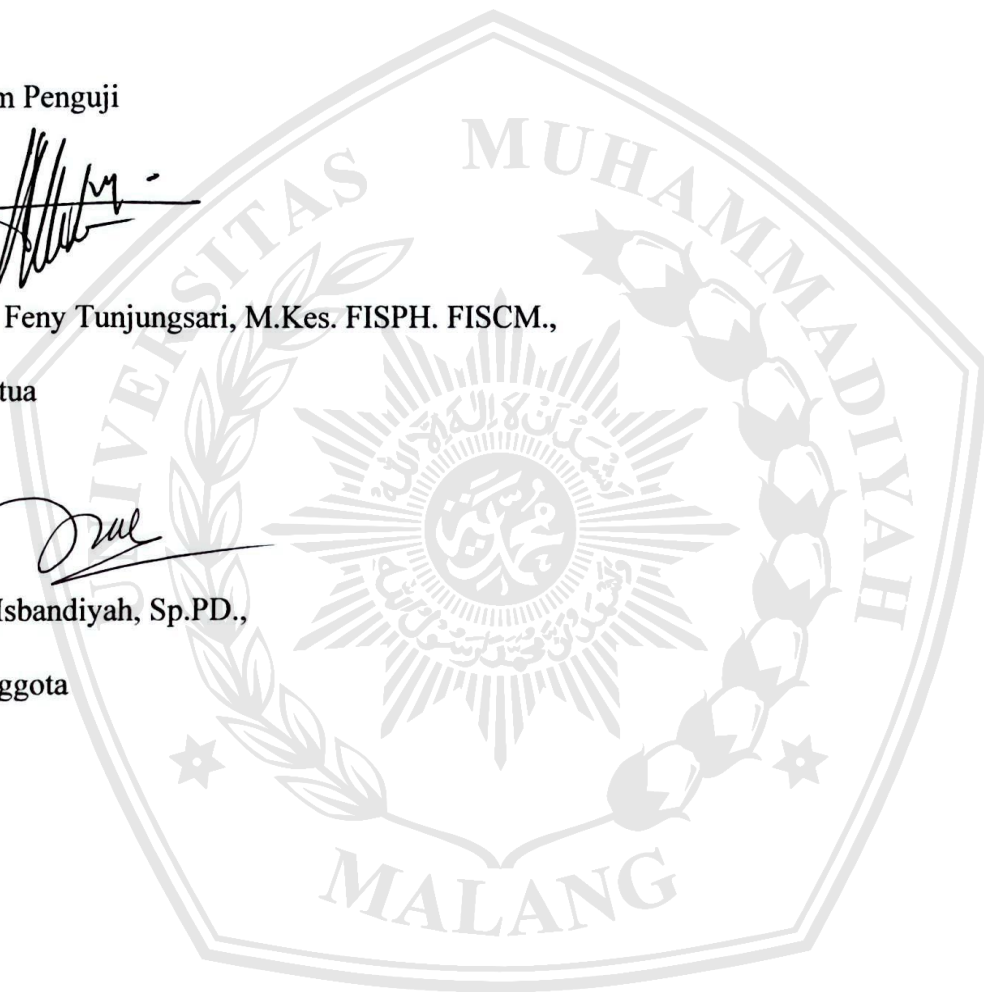 m Penguji
Feny Tunjungsari, M.Kes. FISPH. FISCM.,
tua
Isbandiyah, Sp.PD.,
ggota
UNIVERSITAS MUHAMMADIYAH
MALANG